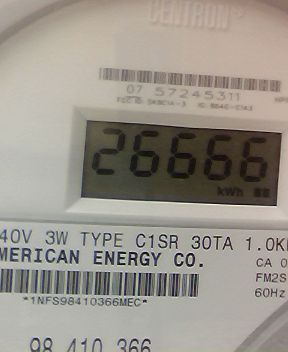 CENTRON
07 57245311
26666
kWh
40V 3W TYPE C1SR 30TA 1.0K
MERICAN ENERGY CO.
CA 0
FM2S
60Hz
*1NFS98410366MEC*
98 410 366